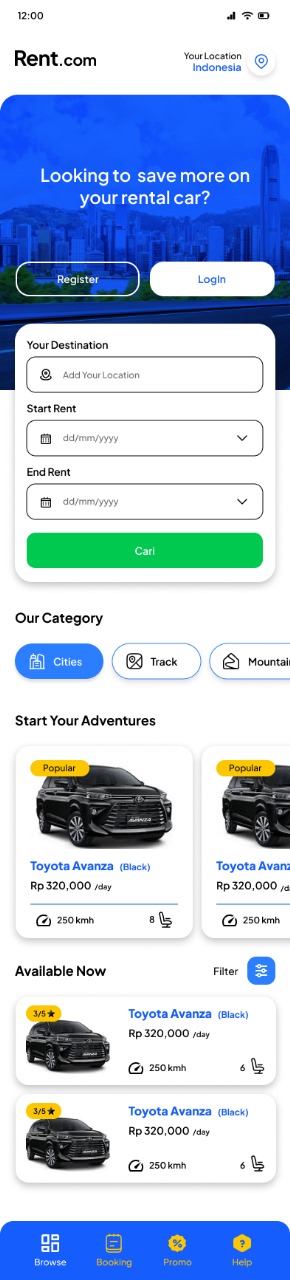 12:00
Rent.com
Your Location
Indonesia
Looking to save more on
your rental car?
Register
LogIn
Your Destination
Add Your Location
Start Rent
dd/mm/yyyy
End Rent
dd/mm/yyyy
Cari
Our Category
Cities
Track
Mountain
Start Your Adventures
Popular
Toyota Avanza (Black)
Rp 320,000 /day
250 kmh
8
Popular
Toyota Avanza
Rp 320,000 /day
250 kmh
Available Now
Filter
3/5 ★
Toyota Avanza (Black)
Rp 320,000 /day
250 kmh
6
3/5 ★
Toyota Avanza (Black)
Rp 320,000 /day
250 kmh
6
Browse
Booking
Promo
Help